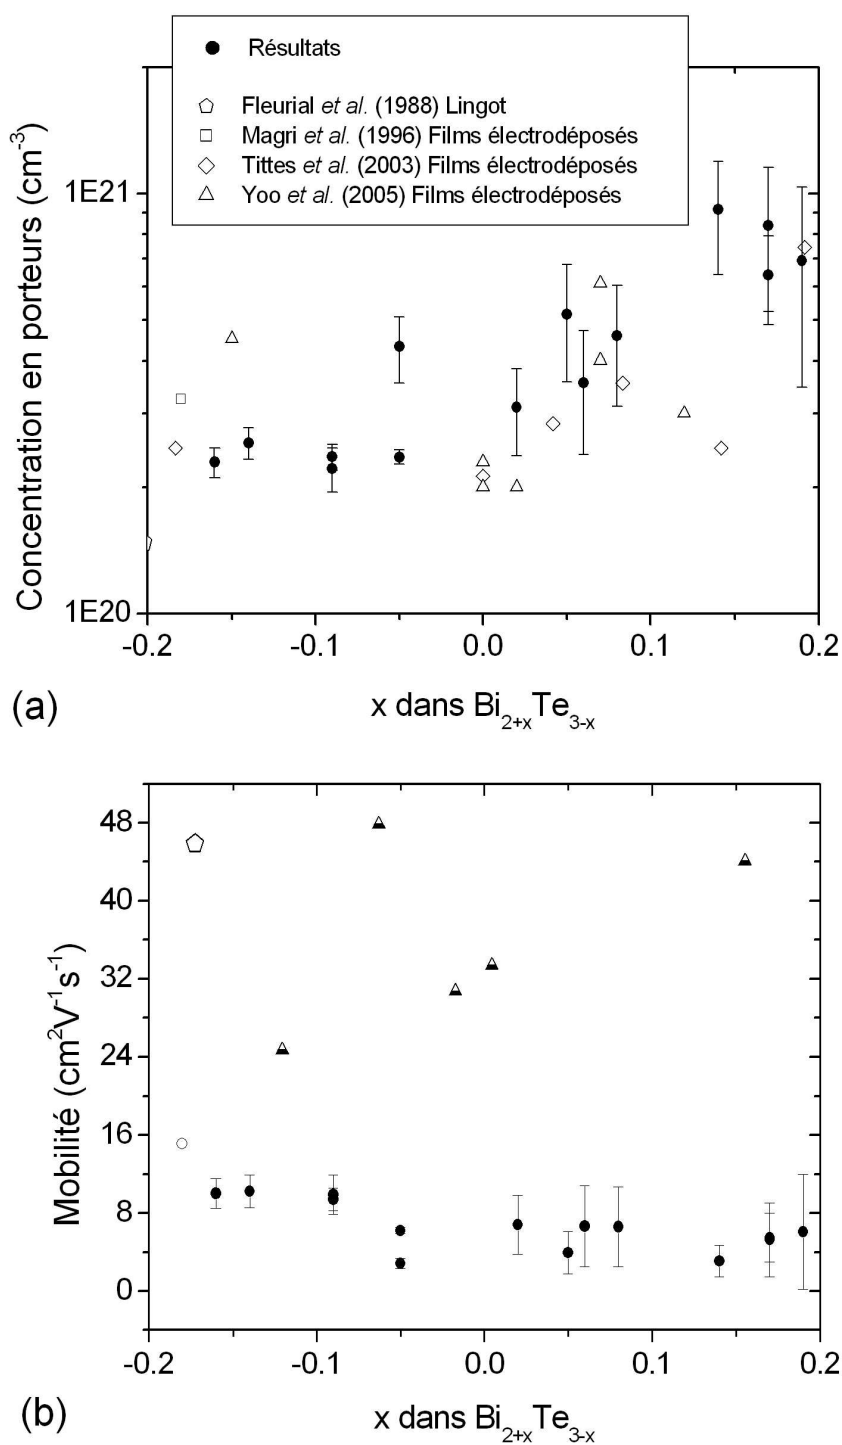 Résultats
Fleurial et al. (1988) Lingot
Magri et al. (1996) Films électrodéposés
Tittes et al. (2003) Films électrodéposés
Yoo et al. (2005) Films électrodéposés
Concentration en porteurs (cm⁻³)
1E21
1E20
-0.2 -0.1 0.0 0.1 0.2
x dans Bi₂₊ₓTe₃₋ₓ
(a)
Mobilité (cm²V⁻¹s⁻¹)
48
40
32
24
16
8
0
-0.2 -0.1 0.0 0.1 0.2
x dans Bi₂₊ₓTe₃₋ₓ
(b)